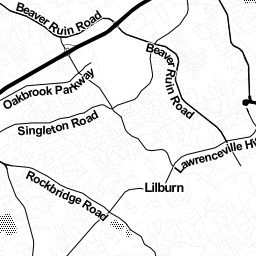 Beaver Ruin Road
Beaver Ruin Road
Oakbrook Parkway
Singleton Road
Lawrenceville H
Rockbridge Road
Lilburn